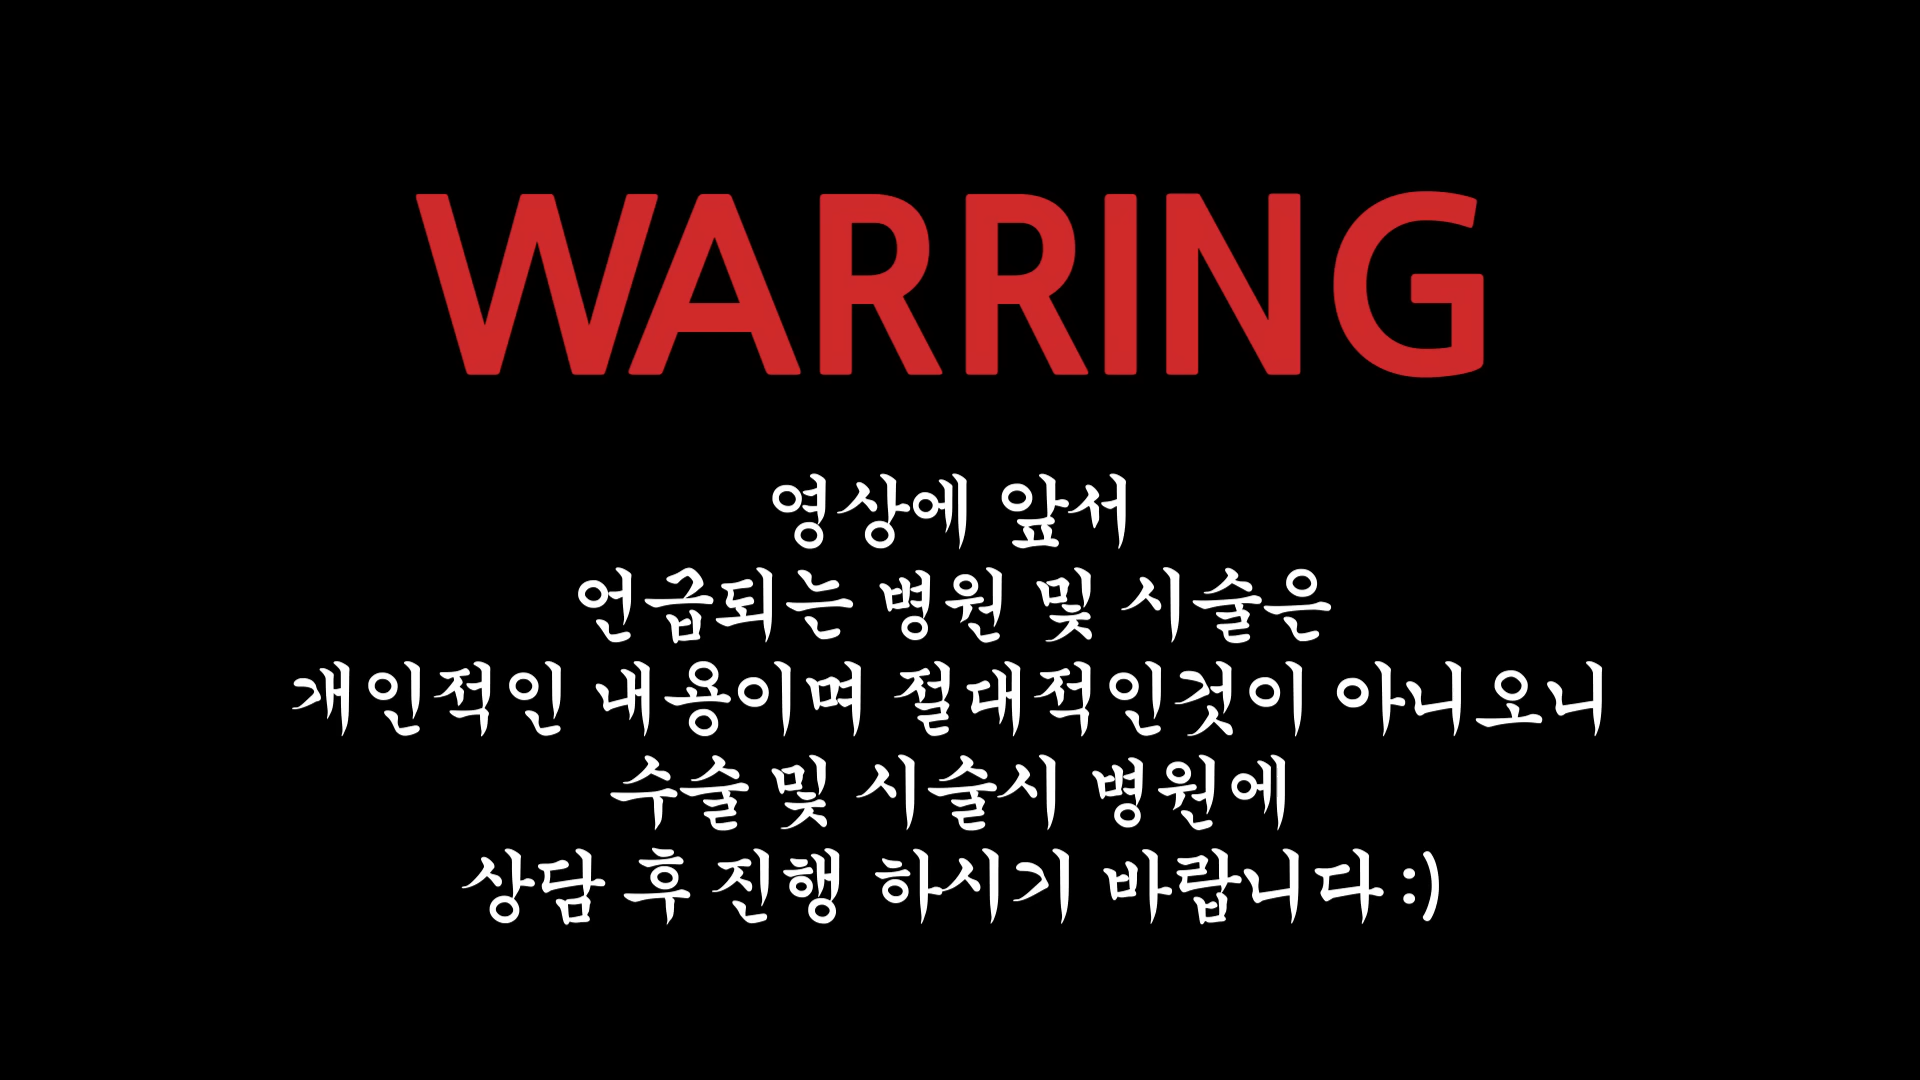 WARRING
영상에 앞서
언급되는 병원 및 시술은
개인적인 내용이며 절대적인것이 아니오니
수술 및 시술시 병원에
상담 후 진행 하시기 바랍니다 :)